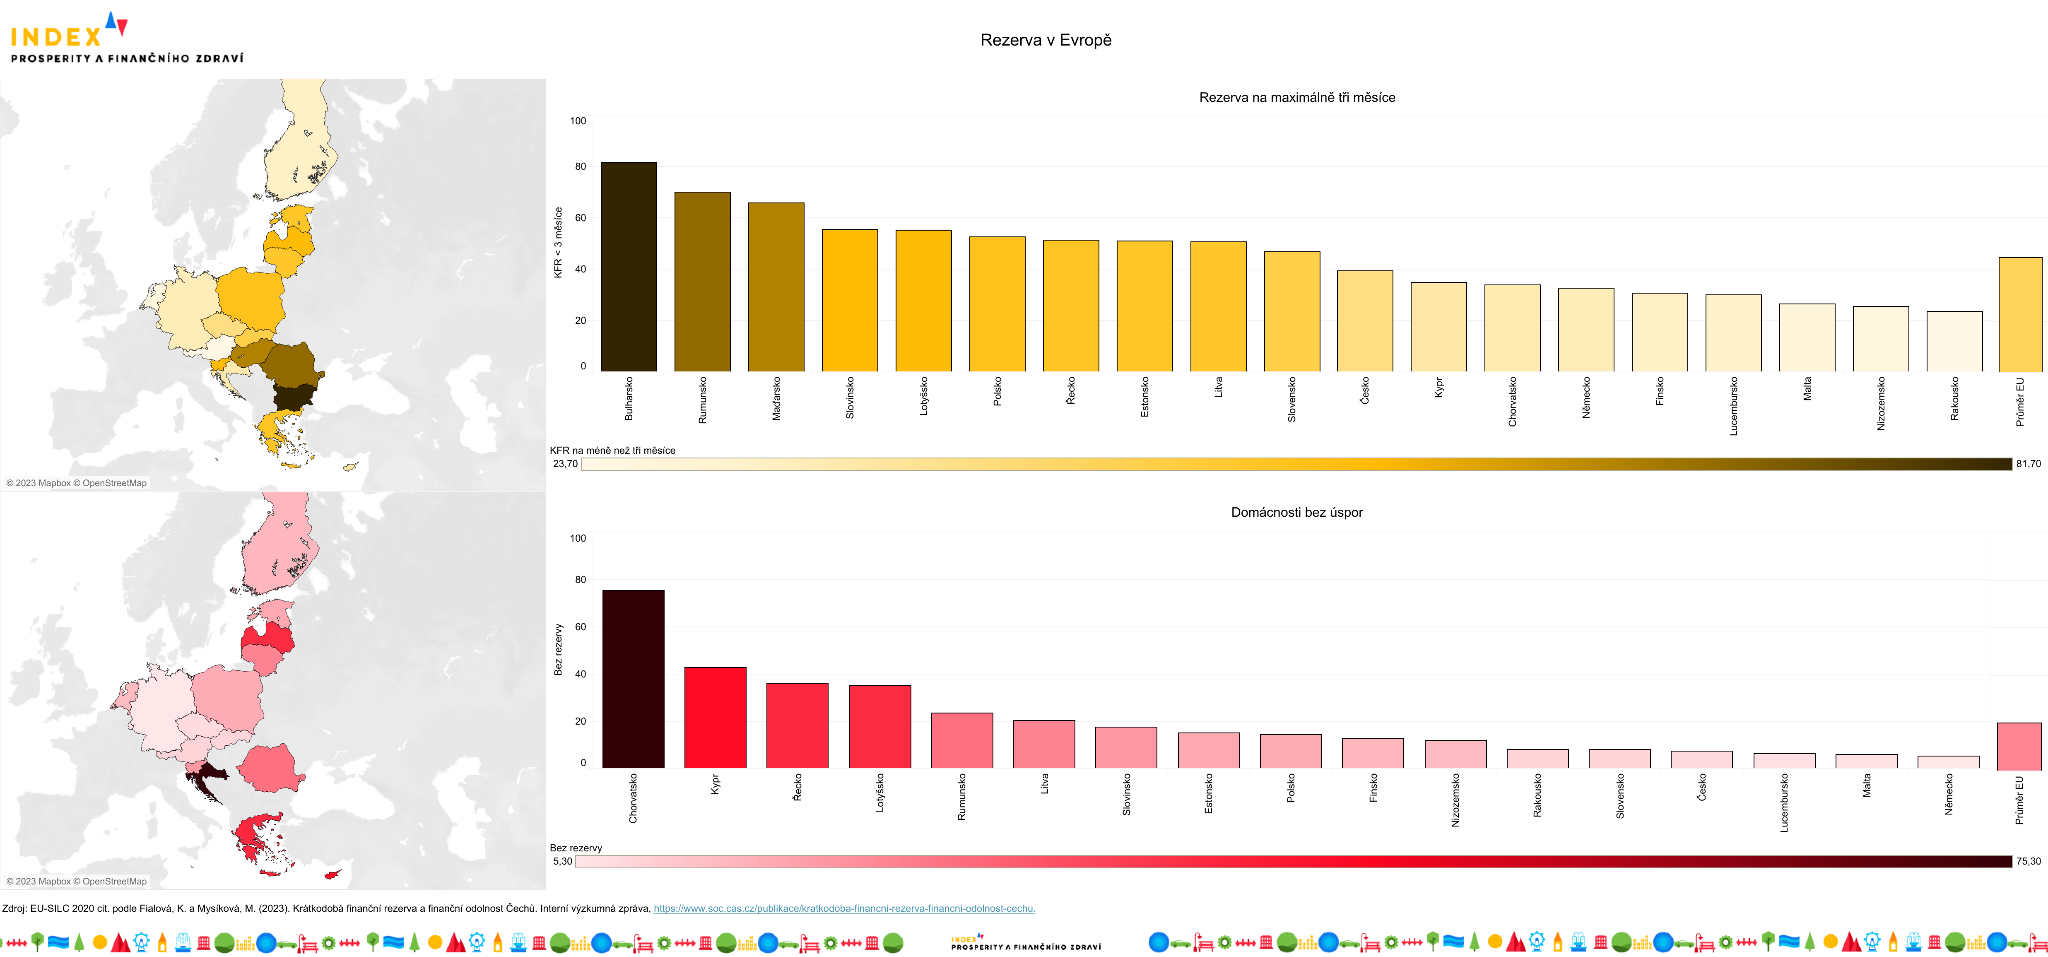 INDEX
PROSPERITY A FINANČNÍHO ZDRAVÍ
Rezerva v Evropě
© 2023 Mapbox © OpenStreetMap
Rezerva na maximálně tři měsíce
KFR < 3 měsíce
100
80
60
40
20
0
Bulharsko
Rumunsko
Maďarsko
Slovinsko
Lotyšsko
Polsko
Řecko
Estonsko
Litva
Slovensko
Česko
Kypr
Chorvatsko
Německo
Finsko
Lucembursko
Malta
Nizozemsko
Rakousko
Průměr EU
KFR na méně než tři měsíce
23,70
81,70
© 2023 Mapbox © OpenStreetMap
Domácnosti bez úspor
Bez rezervy
100
80
60
40
20
0
Chorvatsko
Kypr
Řecko
Lotyšsko
Rumunsko
Litva
Slovinsko
Estonsko
Polsko
Finsko
Nizozemsko
Rakousko
Slovensko
Česko
Lucembursko
Malta
Německo
Průměr EU
Bez rezervy
5,30
75,30
Zdroj: EU-SILC 2020 cit. podle Fialová, K. a Mysíková, M. (2023). Krátkodobá finanční rezerva a finanční odolnost Čechů. Interní výzkumná zpráva, https://www.soc.cas.cz/publikace/kratkodoba-financni-rezerva-financni-odolnost-cechu.
INDEX
PROSPERITY A FINANČNÍHO ZDRAVÍ